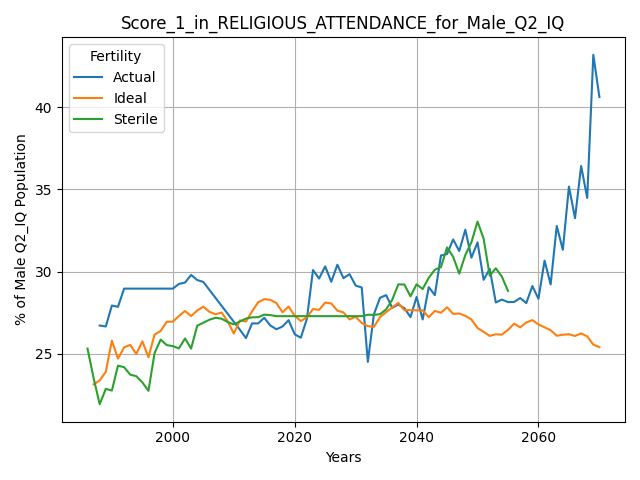 Score_1_in_RELIGIOUS_ATTENDANCE_for_Male_Q2_IQ
Fertility
Actual
Ideal
Sterile
% of Male Q2_IQ Population
40
35
30
25
2000
2020
2040
2060
Years